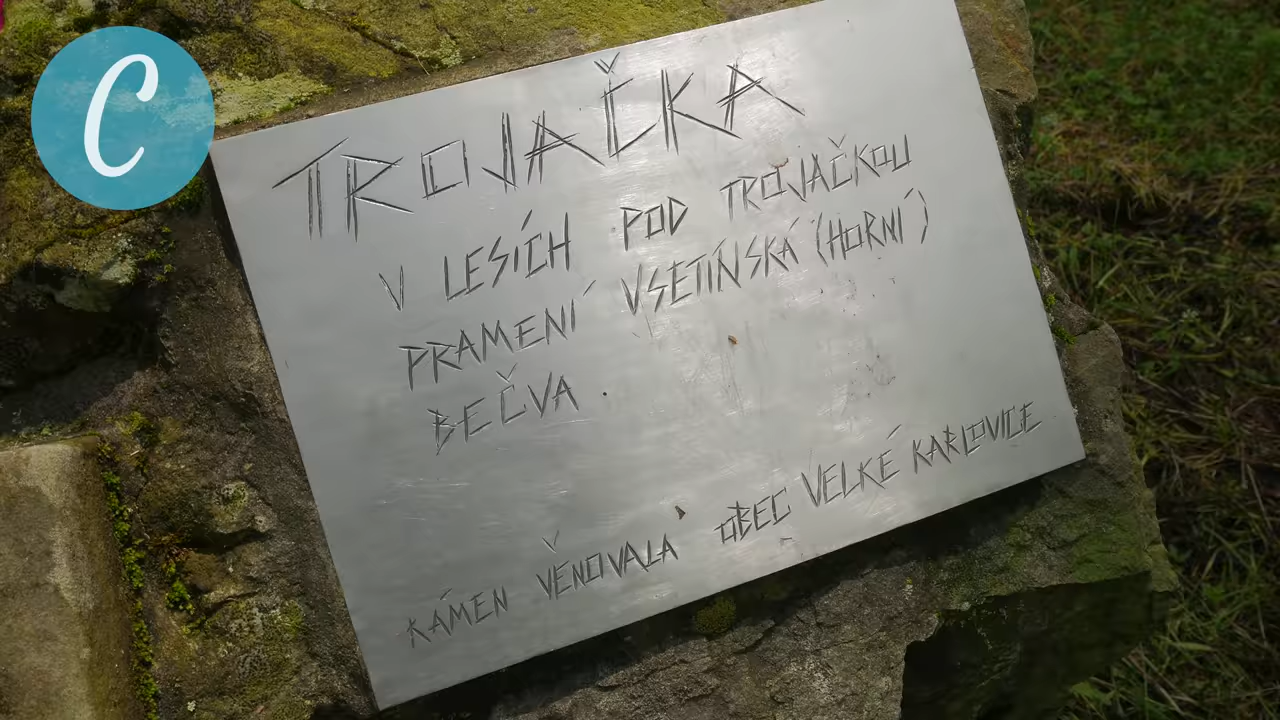 C
TROJAČKA
V LESÍCH POD TROJAČKOU
PRAMENÍ VSETÍNSKÁ (HORNÍ)
BEČVA
KÁMEN VĚNOVALA OBEC VELKÉ KARLOVICE